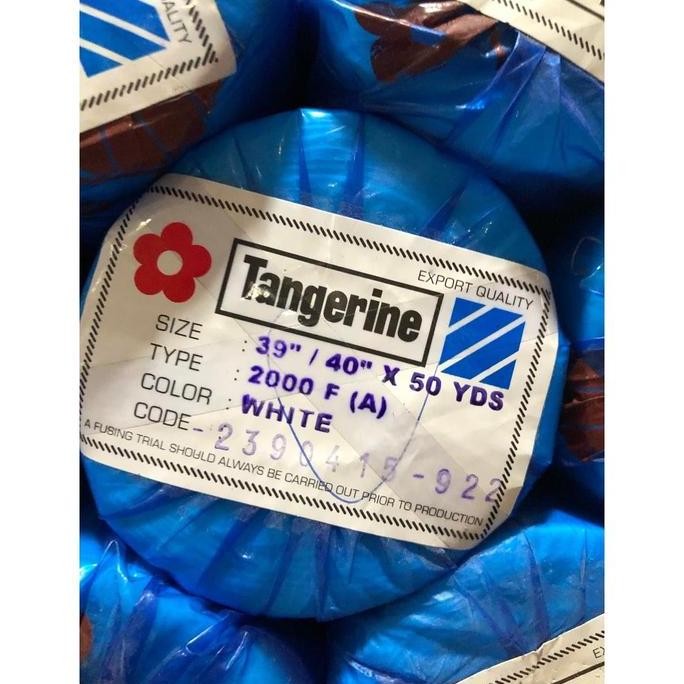 QUALITY
Tangerine
EXPORT QUALITY
SIZE : 39" / 40" X 50 YDS
TYPE : 2000 F (A)
COLOR : WHITE
CODE-2390415-922
A FUSING TRIAL SHOULD ALWAYS BE CARRIED OUT PRIOR TO PRODUCTION